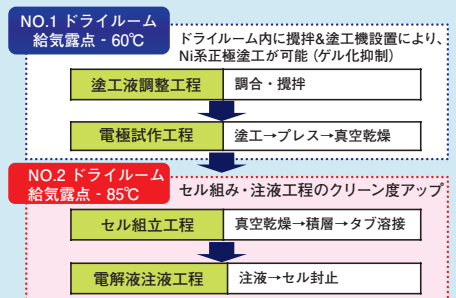 NO.1 ドライルーム
給気露点 - 60℃
ドライルーム内に攪拌&塗工機設置により、
Ni系正極塗工が可能 (ゲル化抑制)
塗工液調整工程 調合・攪拌
電極試作工程 塗工→プレス→真空乾燥
NO.2 ドライルーム
給気露点 - 85℃
セル組み・注液工程のクリーン度アップ
セル組立工程 真空乾燥→積層→タブ溶接
電解液注液工程 注液→セル封止